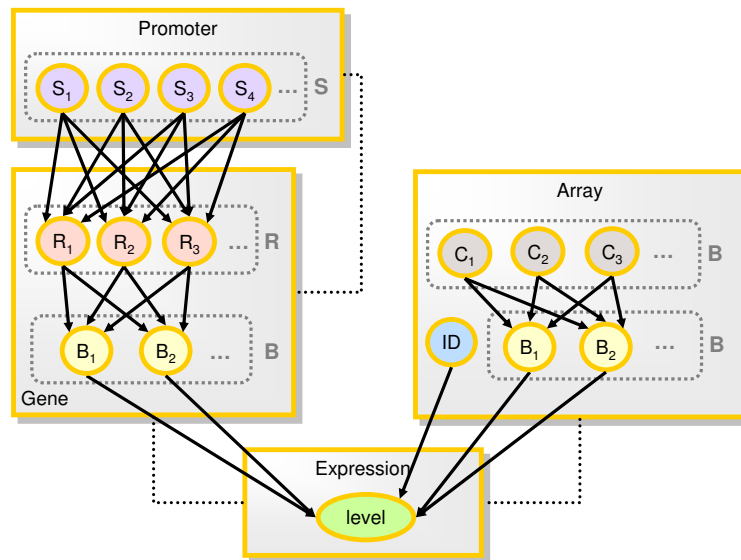 Promoter
S₁ S₂ S₃ S₄ ... S
Gene
R₁ R₂ R₃ ... R
B₁ B₂ ... B
Array
C₁ C₂ C₃ ... B
ID B₁ B₂ ... B
Expression
level